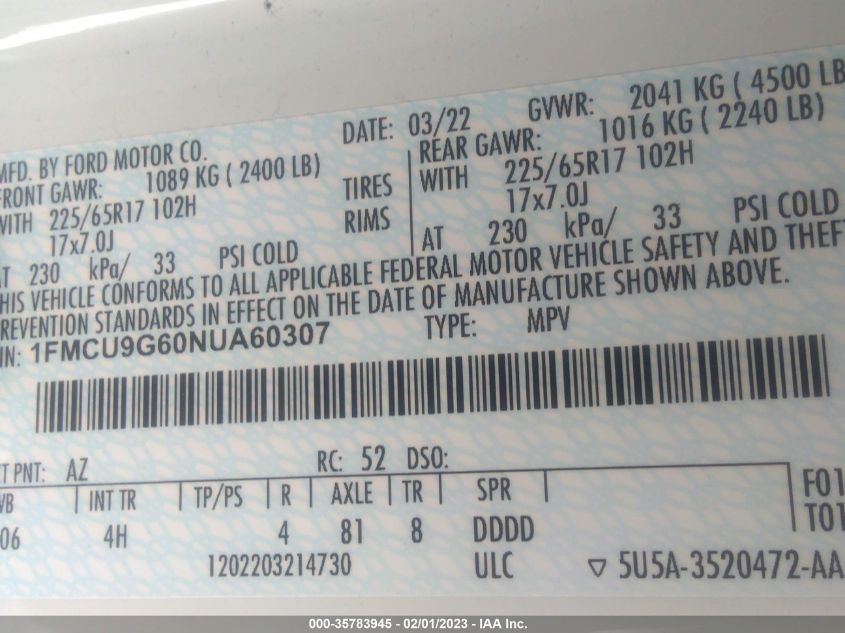 DATE: 03/22 GVWR: 2041 KG ( 4500 LB
MFD. BY FORD MOTOR CO.
FRONT GAWR: 1089 KG ( 2400 LB) REAR GAWR: 1016 KG ( 2240 LB)
WITH 225/65R17 102H TIRES WITH 225/65R17 102H
17x7.0J RIMS 17x7.0J
AT 230 kPa/ 33 PSI COLD AT 230 kPa/ 33 PSI COLD
HIS VEHICLE CONFORMS TO ALL APPLICABLE FEDERAL MOTOR VEHICLE SAFETY AND THEFT
REVENTION STANDARDS IN EFFECT ON THE DATE OF MANUFACTURE SHOWN ABOVE.
IN: 1FMCU9G60NUA60307 TYPE: MPV
T PNT: AZ RC: 52 DSO:
WB INT TR TP/PS R AXLE TR SPR F01
06 4H 4 81 8 DDDD T01
1202203214730 ULC ▽ 5U5A-3520472-AA
000-35783945 - 02/01/2023 - IAA Inc.